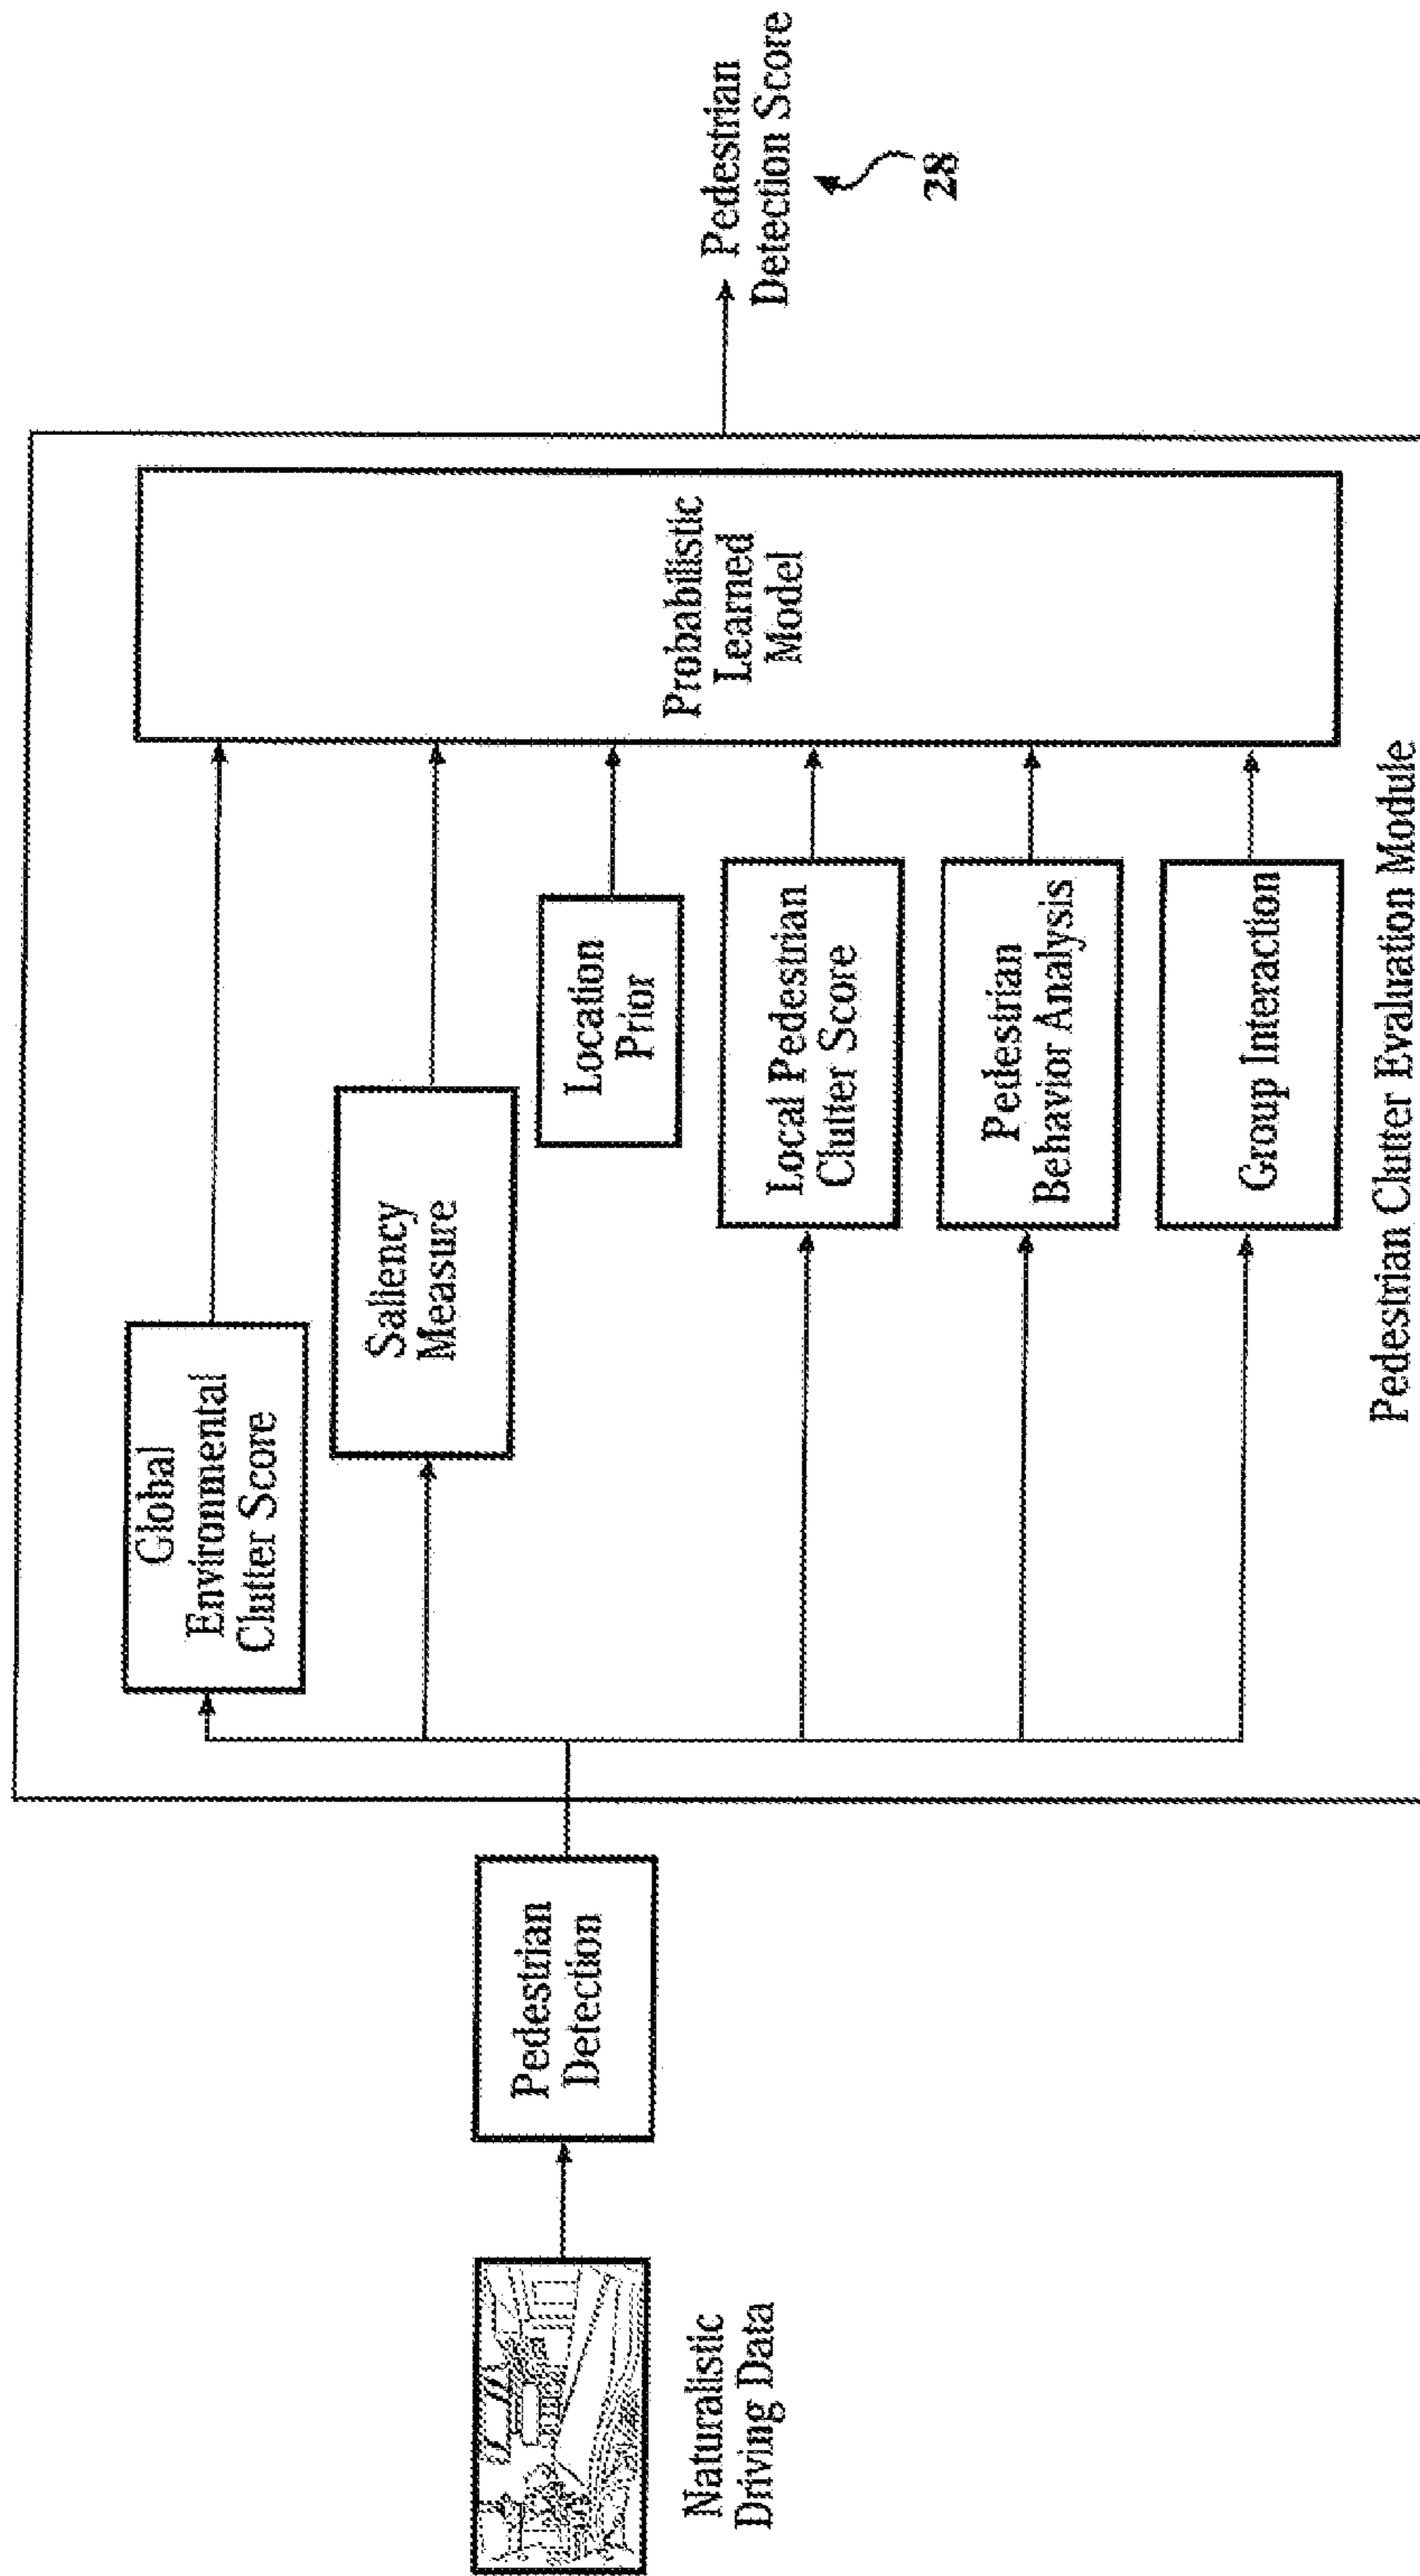 Naturalistic
Driving Data
Pedestrian
Detection
Global
Environmental
Clutter Score
Saliency
Measure
Location
Prior
Local Pedestrian
Clutter Score
Pedestrian
Behavior Analysis
Group Interaction
Probabilistic
Learned
Model
Pedestrian Clutter Evaluation Module
Pedestrian
Detection Score
28